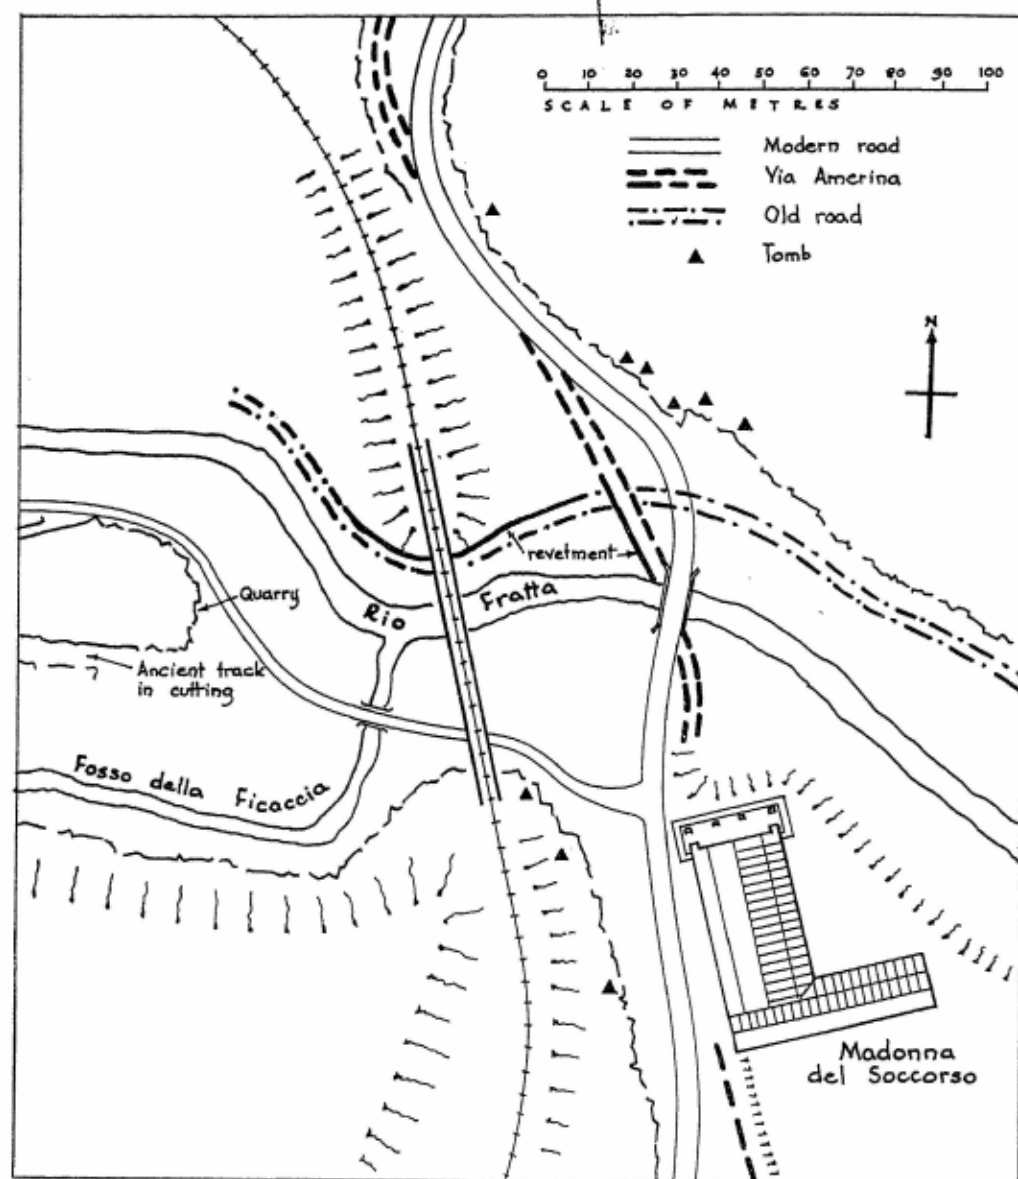 0 10 20 30 40 50 60 70 80 90 100
SCALE OF METRES
Modern road
Via Amerina
Old road
Tomb
N
revetment
Quarry
Rio Fratta
Ancient track
in cutting
Fosso della Ficaccia
Madonna
del Soccorso